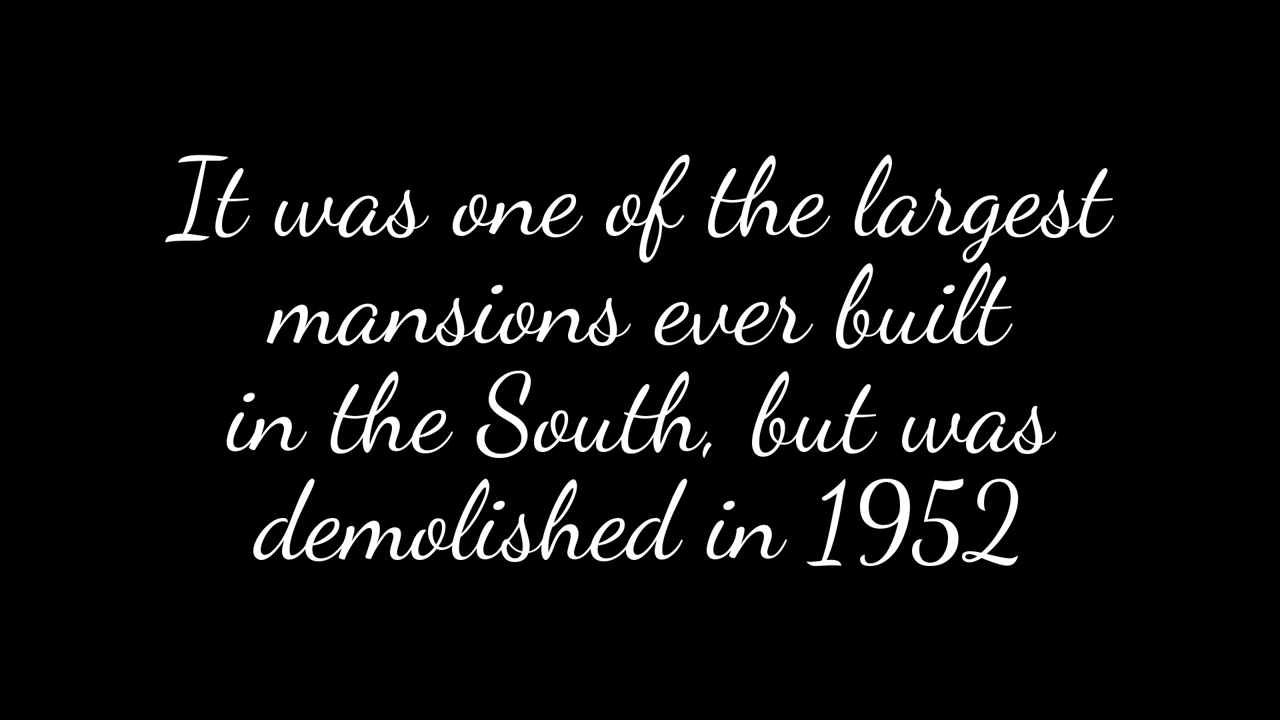 It was one of the largest
mansions ever built
in the South, but was
demolished in 1952